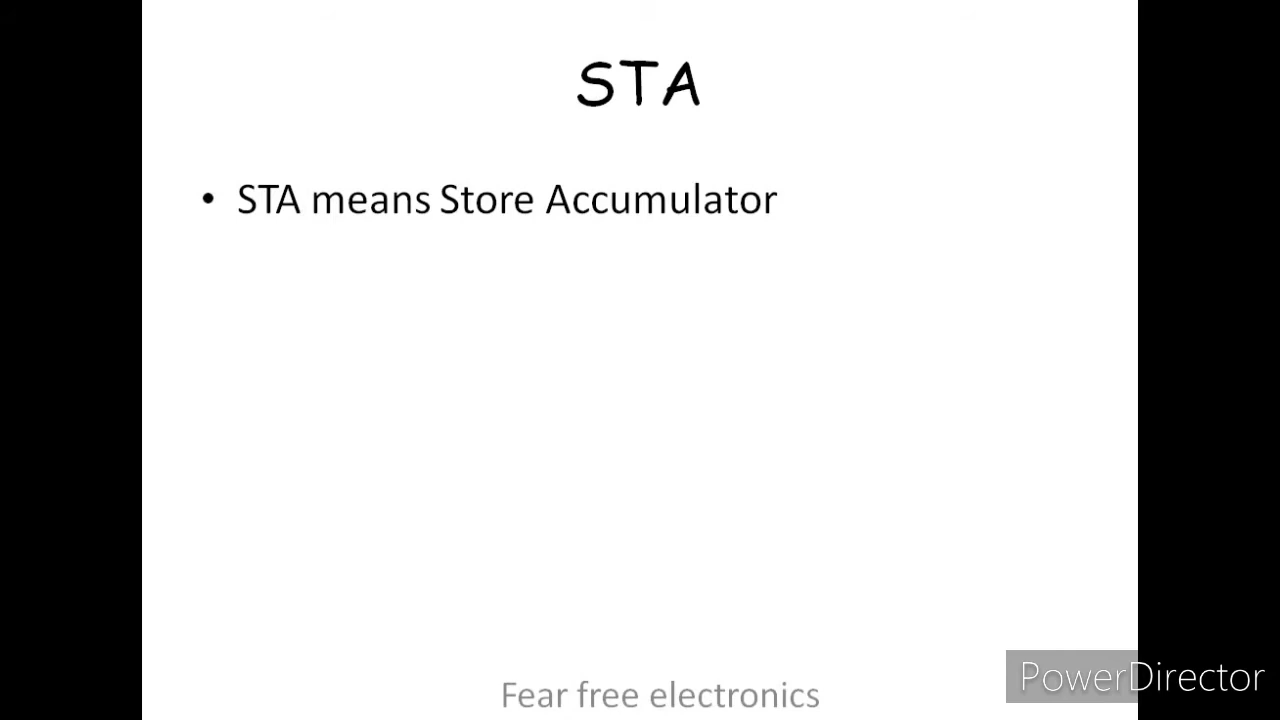 STA
• STA means Store Accumulator
Fear free electronics
PowerDirector